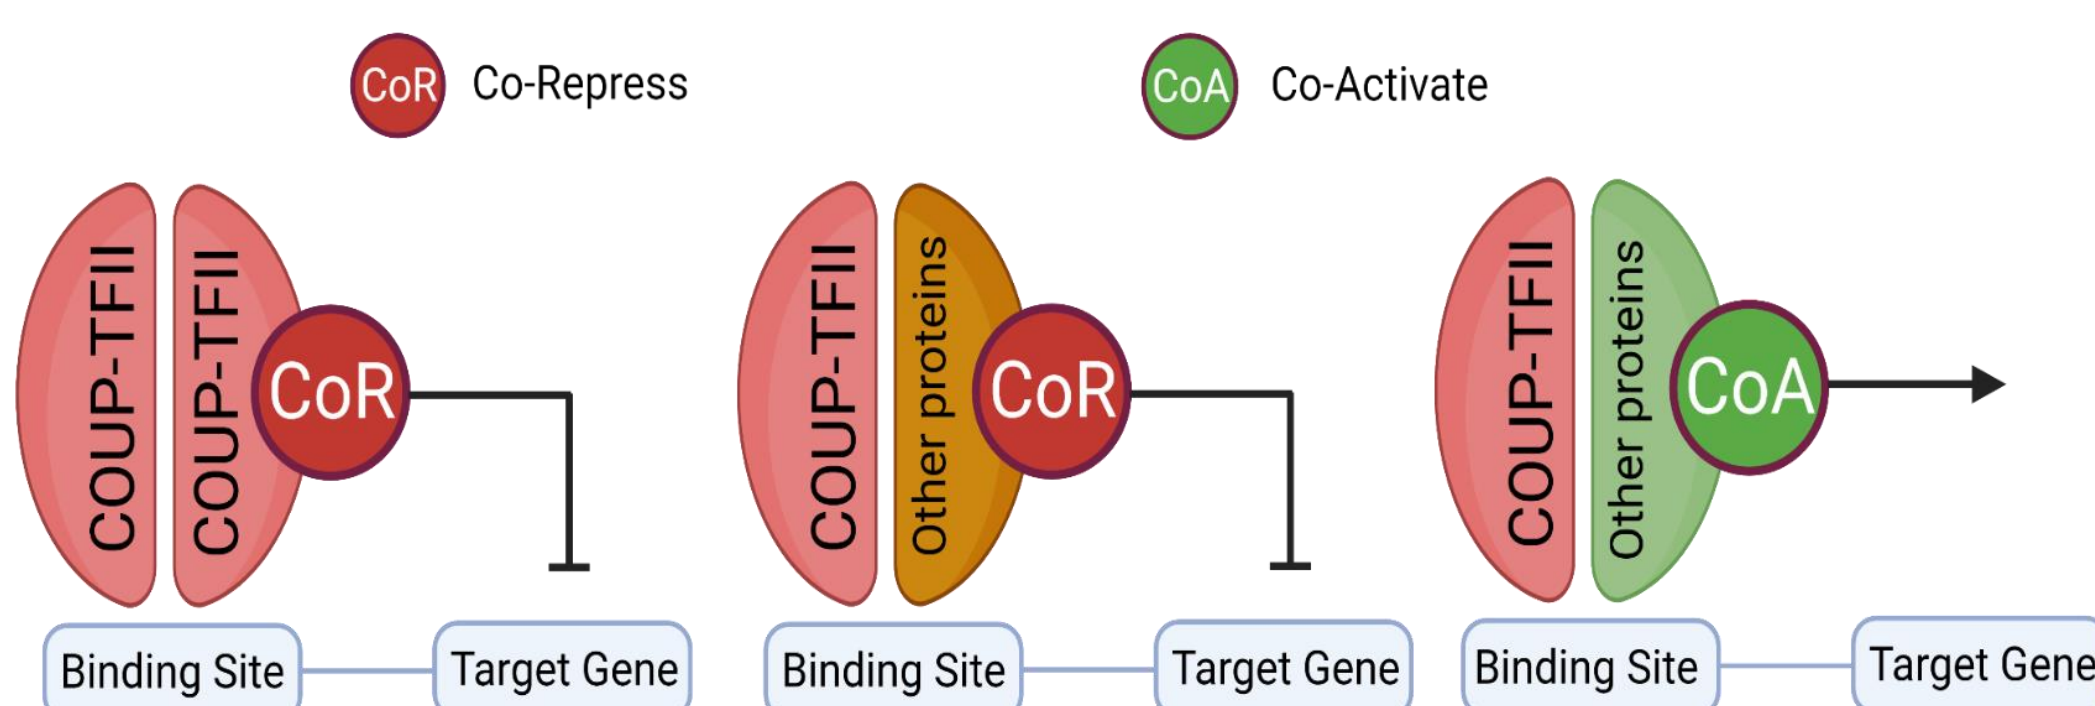 CoR Co-Repress
CoA Co-Activate
COUP-TFII
COUP-TFII
CoR
Binding Site
Target Gene
COUP-TFII
Other proteins
CoR
Binding Site
Target Gene
COUP-TFII
Other proteins
CoA
Binding Site
Target Gene